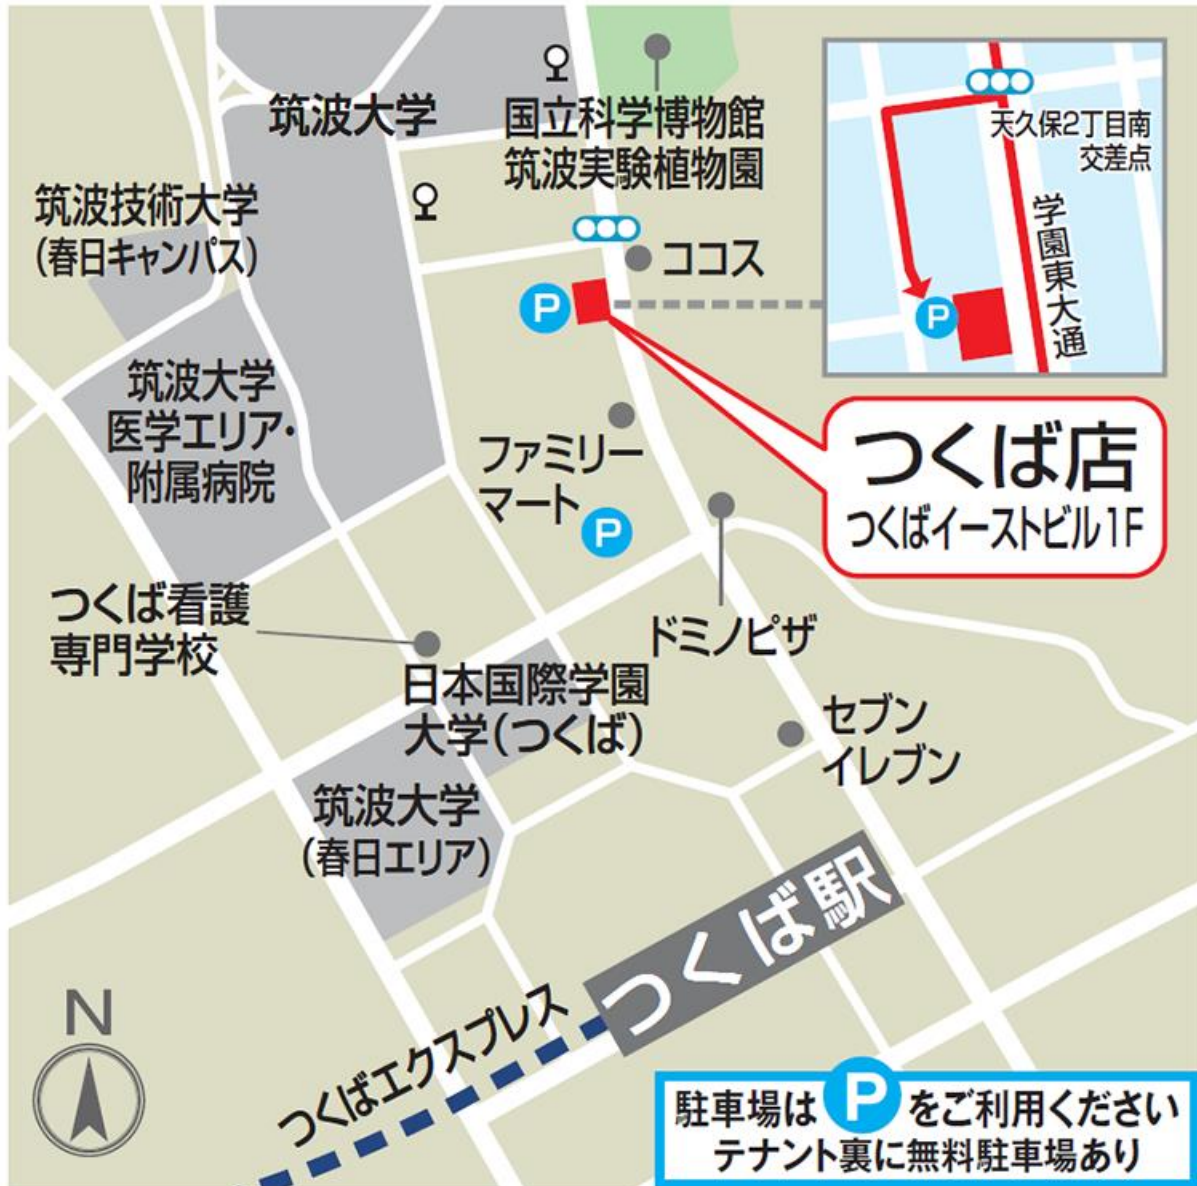 筑波大学
国立科学博物館
筑波実験植物園
天久保2丁目南
交差点
学園東大通
筑波技術大学
(春日キャンパス)
ココス
P
P
筑波大学
医学エリア・
附属病院
ファミリー
マート
P
つくば店
つくばイーストビル1F
つくば看護
専門学校
ドミノピザ
日本国際学園
大学(つくば)
セブン
イレブン
筑波大学
(春日エリア)
つくば駅
つくばエクスプレス
N
駐車場はPをご利用ください
テナント裏に無料駐車場あり